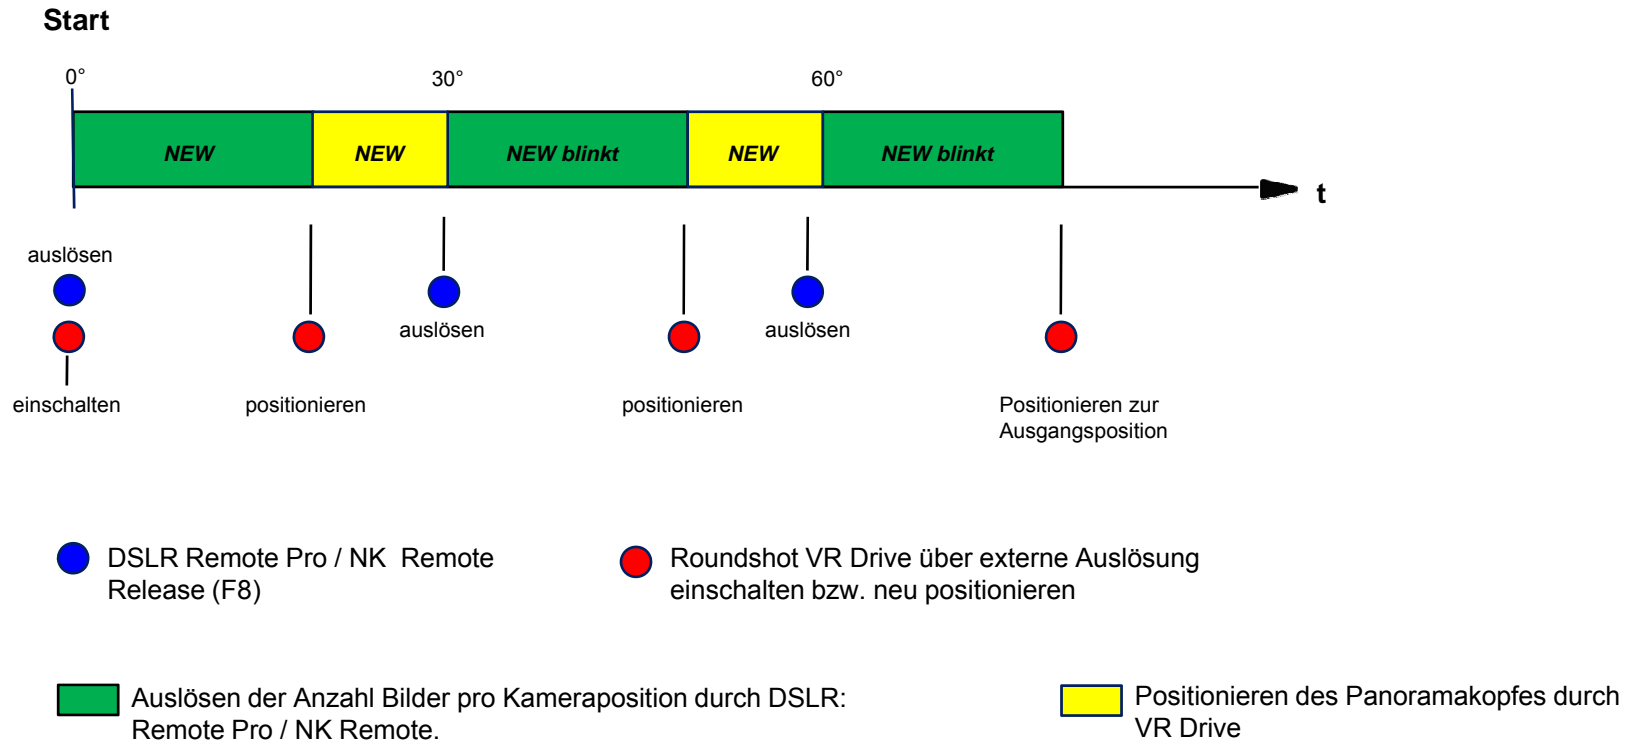 Start
0°
30°
60°
NEW
NEW
NEW blinkt
NEW
NEW blinkt
t
auslösen
auslösen
auslösen
einschalten
positionieren
positionieren
Positionieren zur
Ausgangsposition
DSLR Remote Pro / NK Remote
Release (F8)
Roundshot VR Drive über externe Auslösung
einschalten bzw. neu positionieren
Auslösen der Anzahl Bilder pro Kameraposition durch DSLR:
Remote Pro / NK Remote.
Positionieren des Panoramakopfes durch
VR Drive